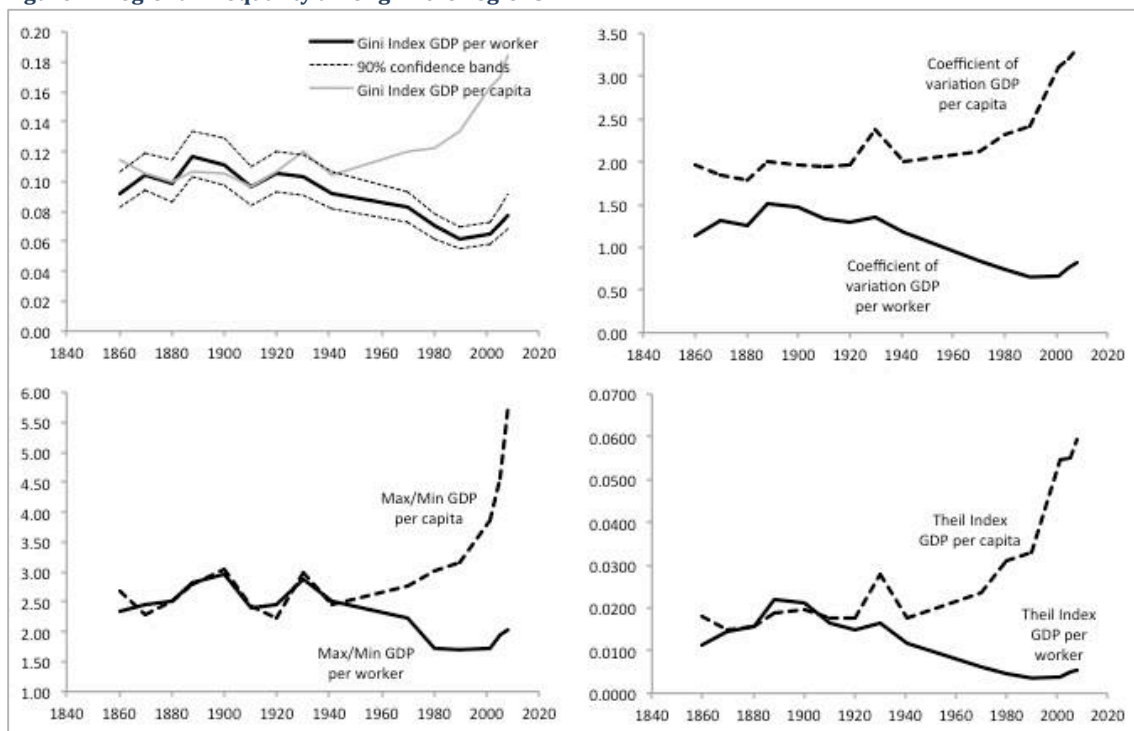 Regional Inequality among
0.20
0.18
0.16
0.14
0.12
0.10
0.08
0.06
0.04
0.02
0.00
Gini Index GDP per worker
90% confidence bands
Gini Index GDP per capita
1840 1860 1880 1900 1920 1940 1960 1980 2000 2020
3.50
3.00
2.50
2.00
1.50
1.00
0.50
0.00
Coefficient of
variation GDP
per capita
Coefficient of
variation GDP
per worker
1840 1860 1880 1900 1920 1940 1960 1980 2000 2020
6.00
5.50
5.00
4.50
4.00
3.50
3.00
2.50
2.00
1.50
1.00
Max/Min GDP
per capita
Max/Min GDP
per worker
1840 1860 1880 1900 1920 1940 1960 1980 2000 2020
0.0700
0.0600
0.0500
0.0400
0.0300
0.0200
0.0100
0.0000
Theil Index
GDP per capita
Theil Index
GDP per
worker
1840 1860 1880 1900 1920 1940 1960 1980 2000 2020